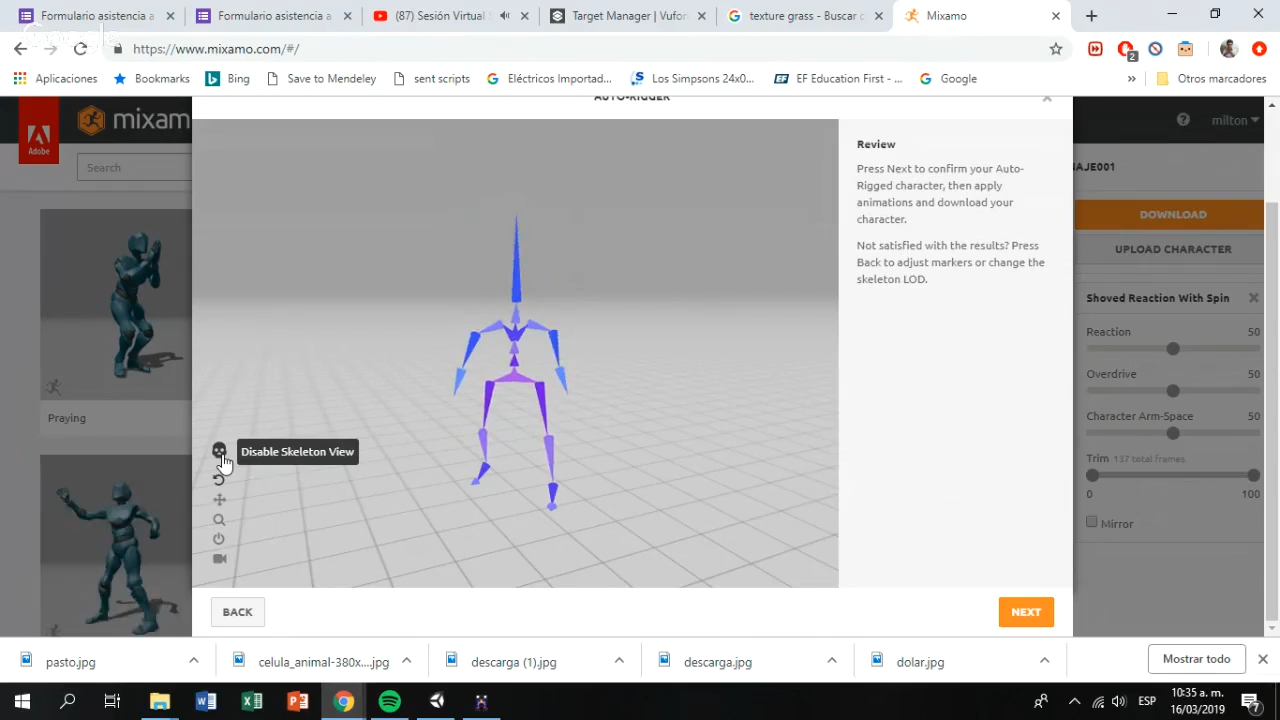 Formulario asistencia a
Formulario asistencia a
(87) Sesión Virtual S
Target Manager | Vufor
texture grass - Buscar c
Mixamo
https://www.mixamo.com/#/
2
Aplicaciones
Bookmarks
Bing
Save to Mendeley
sent scripts
Eléctricos Importad...
Los Simpsons 24x0...
EF Education First - ...
Google
»
Otros marcadores
AUTO-RIGGER
Adobe
mixam
milton
Search
AJE001
Review
Press Next to confirm your Auto-
Rigged character, then apply
animations and download your
character.
Not satisfied with the results? Press
Back to adjust markers or change the
skeleton LOD.
DOWNLOAD
UPLOAD CHARACTER
Shoved Reaction With Spin
Reaction 50
Overdrive 50
Character Arm-Space 50
Trim 137 total frames
0 100
Mirror
Praying
Disable Skeleton View
BACK
NEXT
pasto.jpg
celula_animal-380x....jpg
descarga (1).jpg
descarga.jpg
dolar.jpg
Mostrar todo
ESP
10:35 a. m.
16/03/2019
7